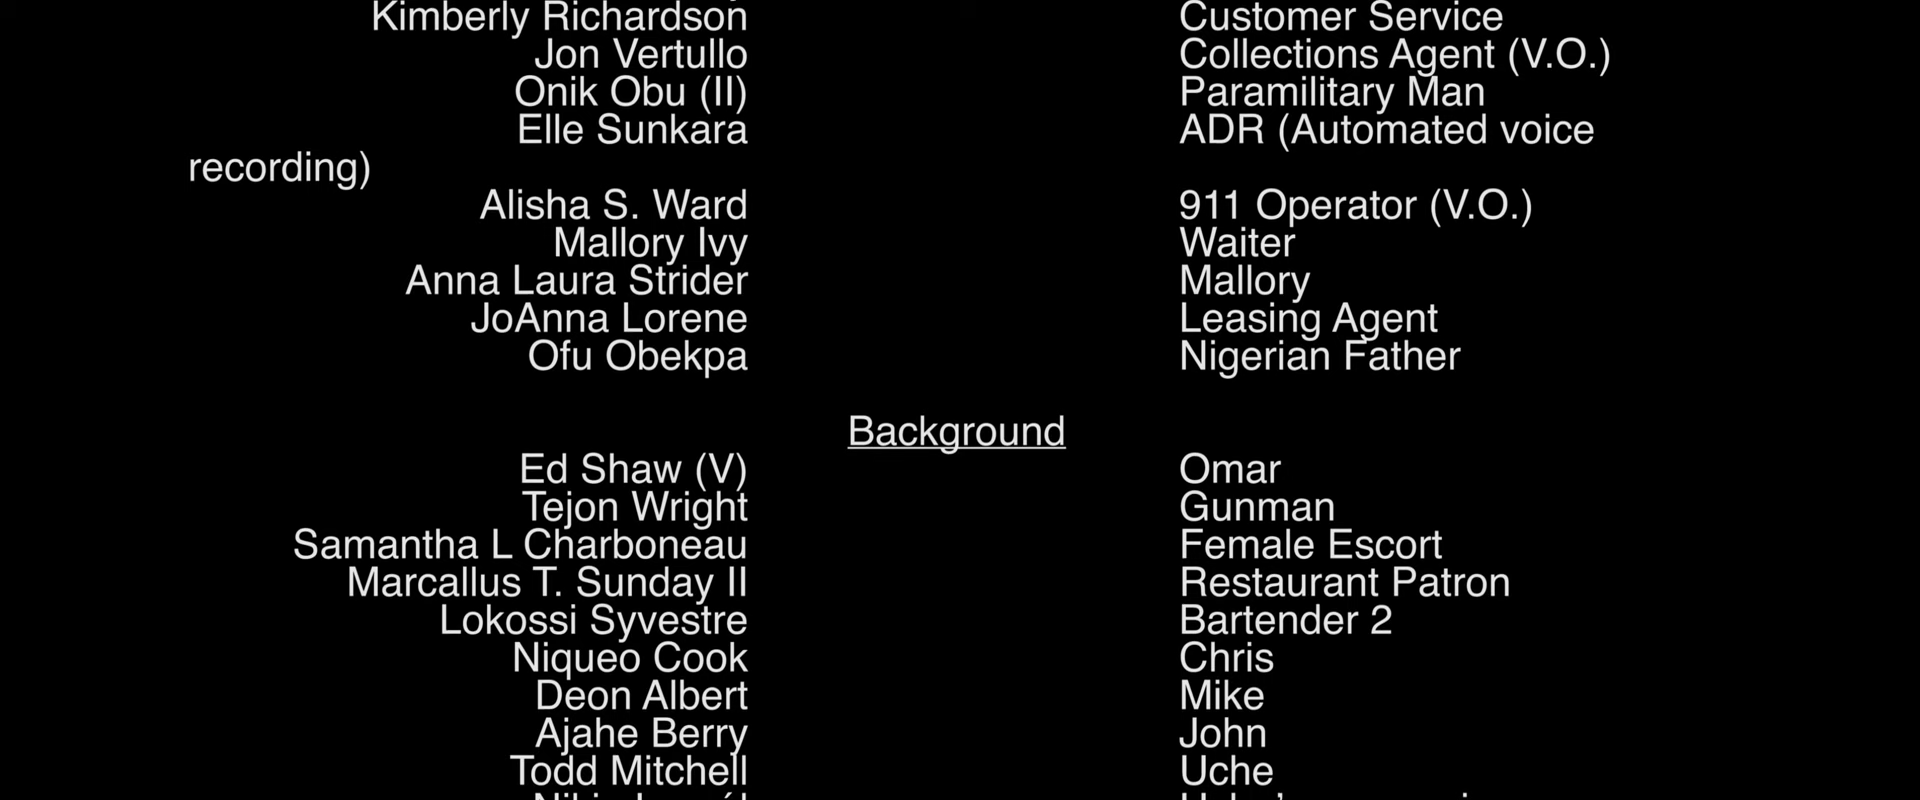 Kimberly Richardson Customer Service
Jon Vertullo Collections Agent (V.O.)
Onik Obu (II) Paramilitary Man
Elle Sunkara ADR (Automated voice
recording)
Alisha S. Ward 911 Operator (V.O.)
Mallory Ivy Waiter
Anna Laura Strider Mallory
JoAnna Lorene Leasing Agent
Ofu Obekpa Nigerian Father
Background
Ed Shaw (V) Omar
Tejon Wright Gunman
Samantha L Charboneau Female Escort
Marcallus T. Sunday II Restaurant Patron
Lokossi Syvestre Bartender 2
Niqueo Cook Chris
Deon Albert Mike
Ajahe Berry John
Todd Mitchell Uche